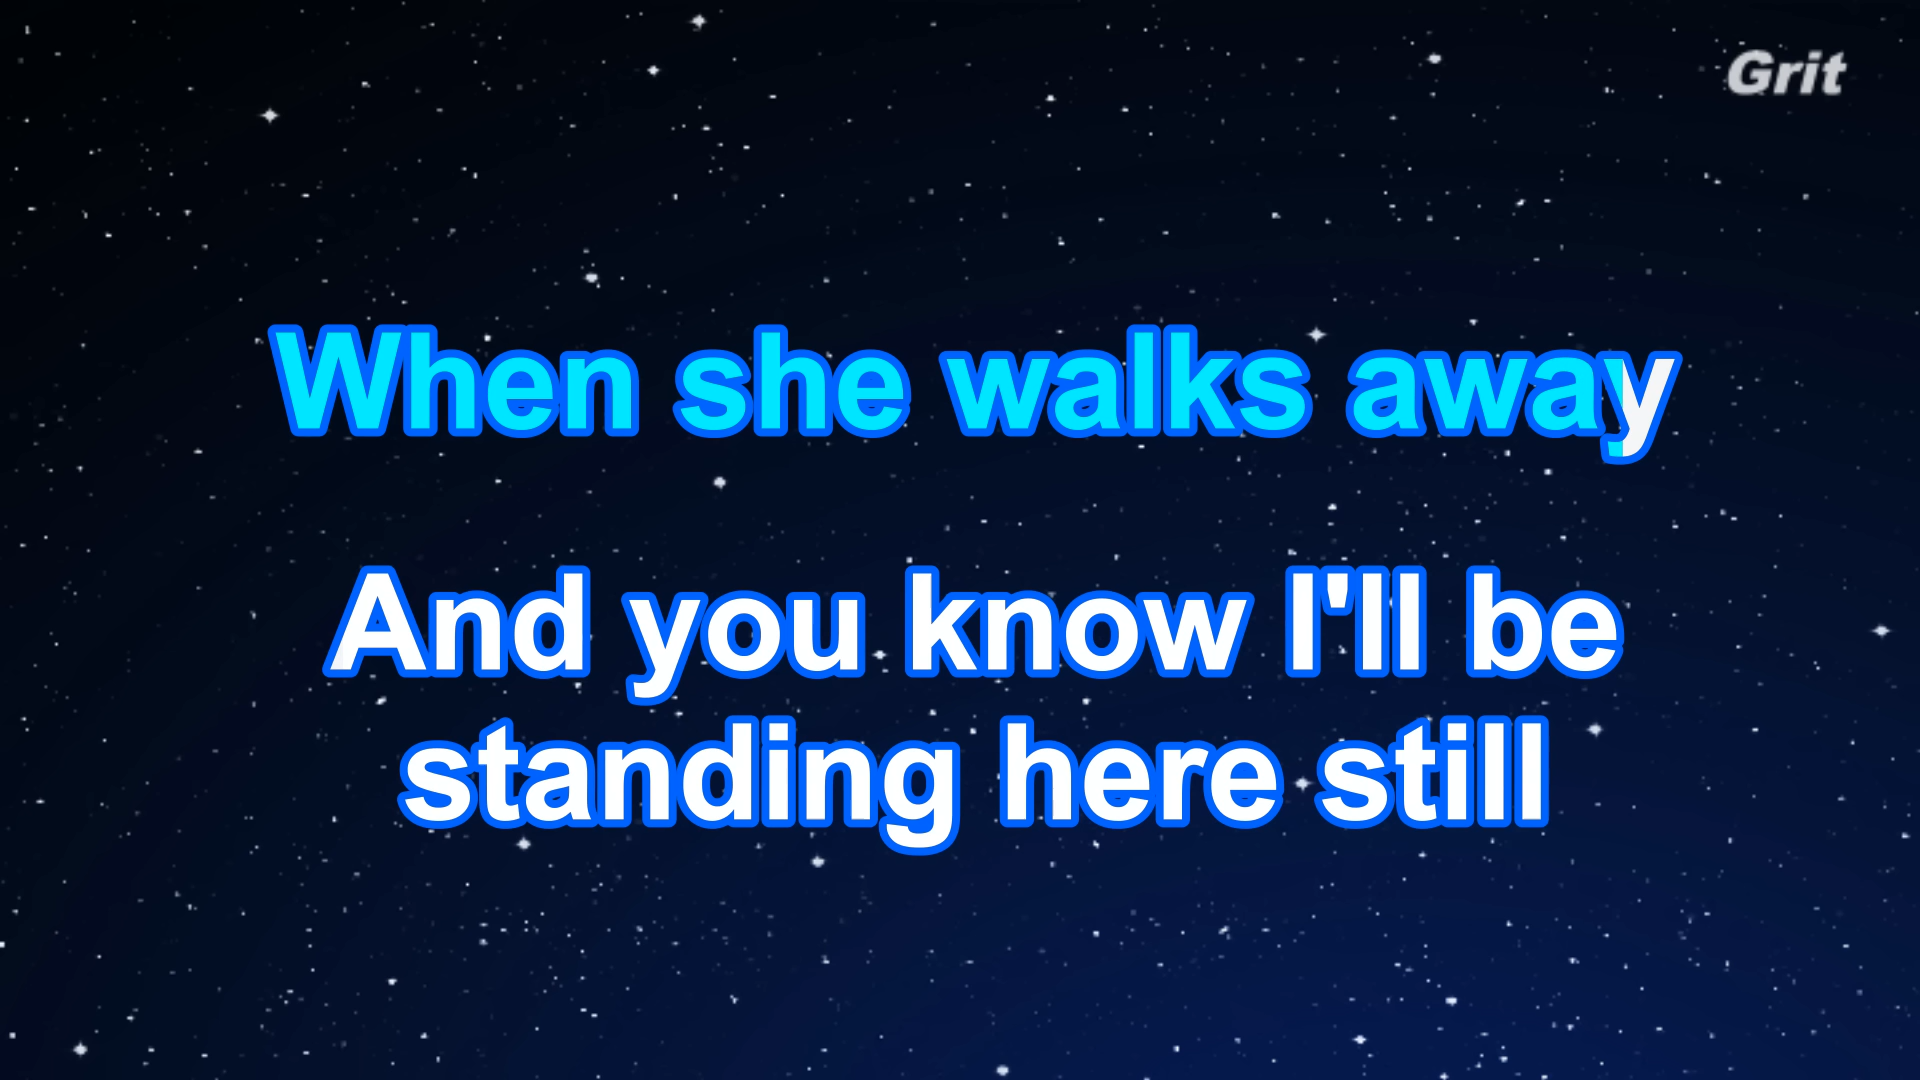 Grit
When she walks away
And you know I'll be
standing here still